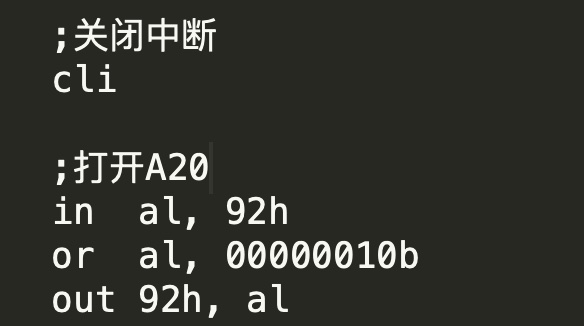 ;关闭中断
cli
;打开A20
in  al, 92h
or  al, 00000010b
out 92h, al